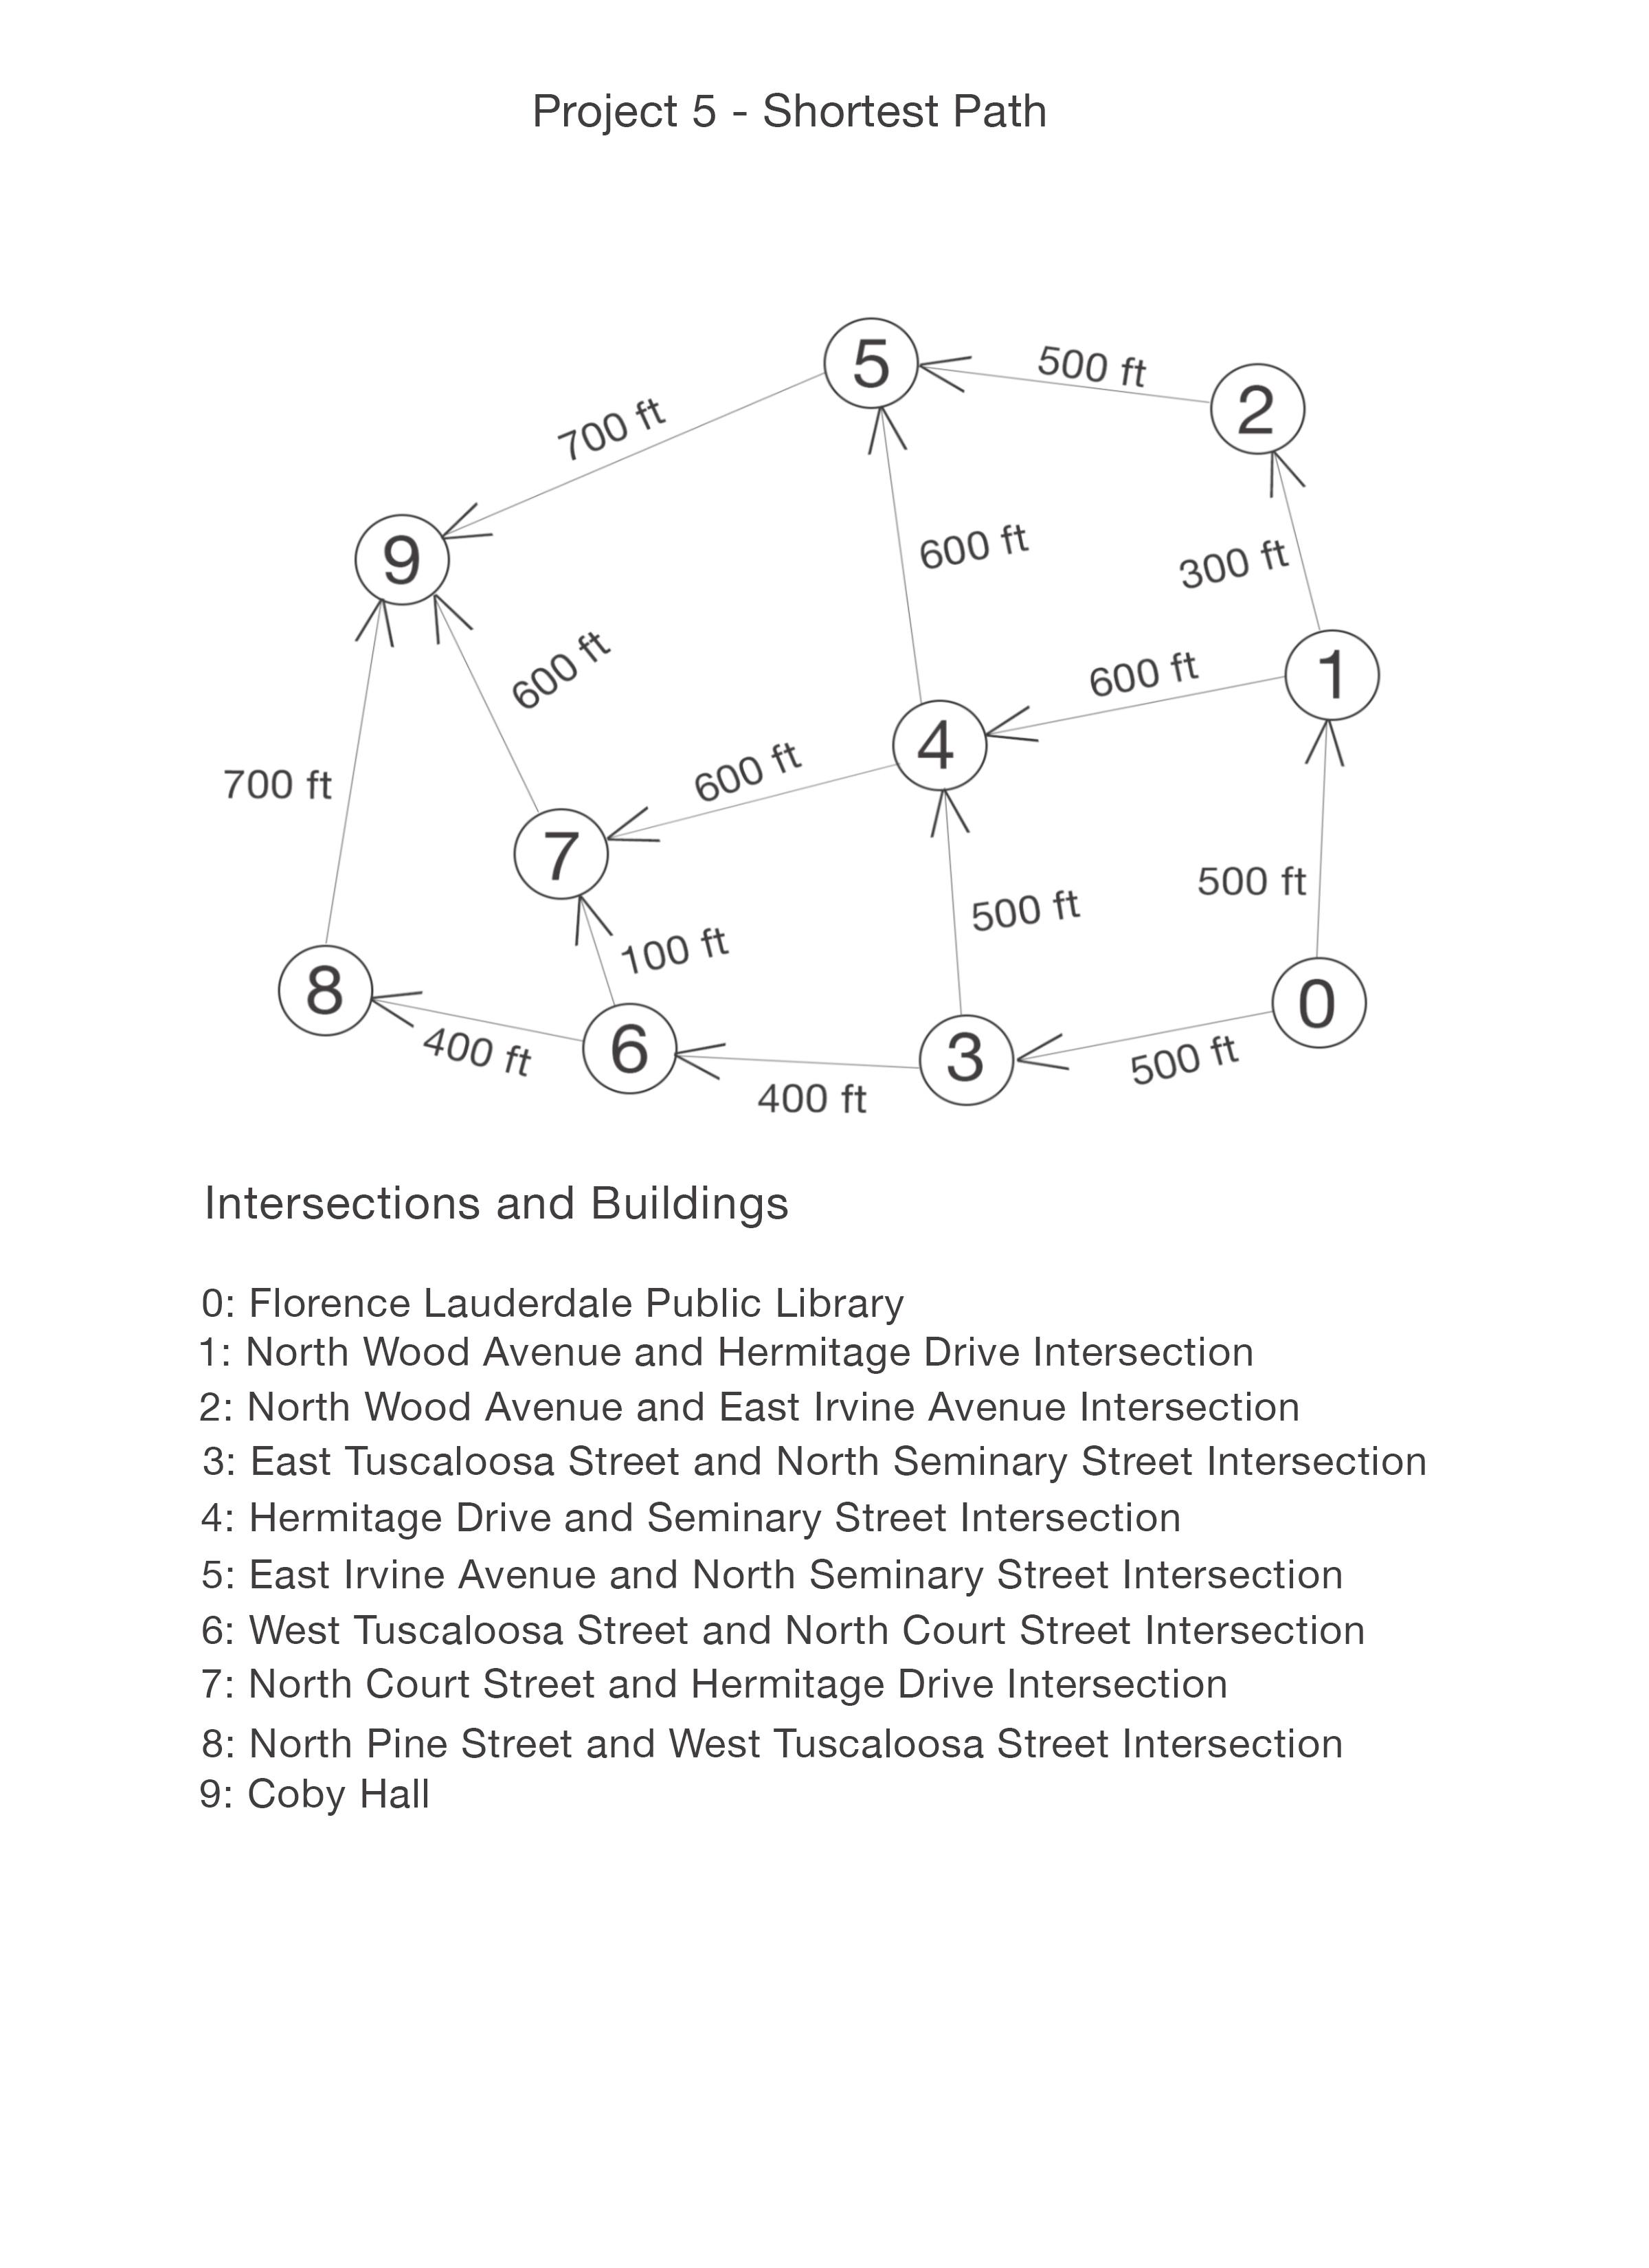 Project 5 - Shortest Path
5
500 ft
2
700 ft
9
600 ft
300 ft
600 ft
600 ft
1
4
600 ft
700 ft
7
500 ft
500 ft
100 ft
8
0
6
3
400 ft
500 ft
400 ft
Intersections and Buildings
0: Florence Lauderdale Public Library
1: North Wood Avenue and Hermitage Drive Intersection
2: North Wood Avenue and East Irvine Avenue Intersection
3: East Tuscaloosa Street and North Seminary Street Intersection
4: Hermitage Drive and Seminary Street Intersection
5: East Irvine Avenue and North Seminary Street Intersection
6: West Tuscaloosa Street and North Court Street Intersection
7: North Court Street and Hermitage Drive Intersection
8: North Pine Street and West Tuscaloosa Street Intersection
9: Coby Hall